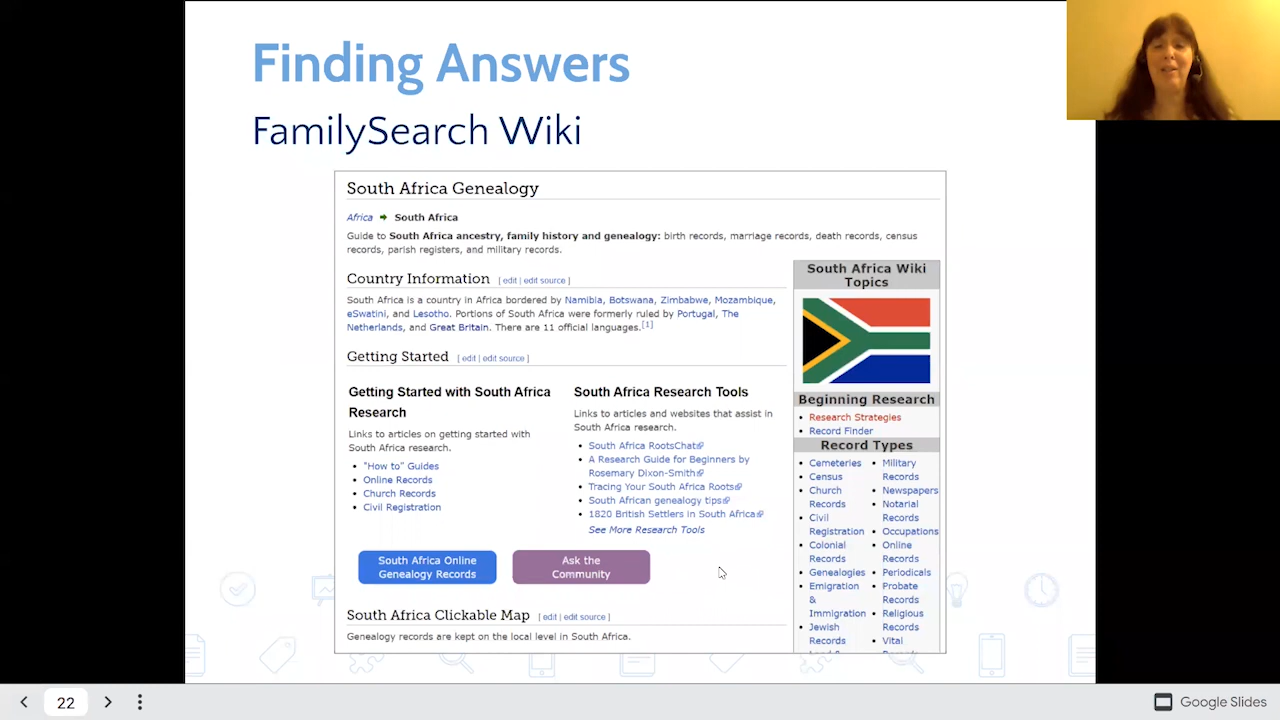 Finding Answers
FamilySearch Wiki
South Africa Genealogy
Africa South Africa
Guide to South Africa ancestry, family history and genealogy: birth records, marriage records, death records, census
records, parish registers, and military records.
Country Information [ edit | edit source ]
South Africa is a country in Africa bordered by Namibia, Botswana, Zimbabwe, Mozambique,
eSwatini, and Lesotho. Portions of South Africa were formerly ruled by Portugal, The
Netherlands, and Great Britain. There are 11 official languages.[1]
Getting Started [ edit | edit source ]
Getting Started with South Africa
Research
Links to articles on getting started with
South Africa research.
• "How to" Guides
• Online Records
• Church Records
• Civil Registration
South Africa Research Tools
Links to articles and websites that assist in
South Africa research.
• South Africa RootsChat
• A Research Guide for Beginners by
Rosemary Dixon-Smith
• Tracing Your South Africa Roots
• South African genealogy tips
• 1820 British Settlers in South Africa
See More Research Tools
South Africa Online
Genealogy Records
Ask the
Community
South Africa Clickable Map [ edit | edit source ]
Genealogy records are kept on the local level in South Africa.
South Africa Wiki
Topics
Beginning Research
• Research Strategies
• Record Finder
Record Types
• Cemeteries
• Census
• Church
Records
• Civil
Registration
• Colonial
Records
• Genealogies
• Emigration
&
Immigration
• Jewish
Records
• Military
Records
• Newspapers
• Notarial
Records
• Occupations
• Online
Records
• Periodicals
• Probate
Records
• Religious
Records
• Vital
22
Google Slides